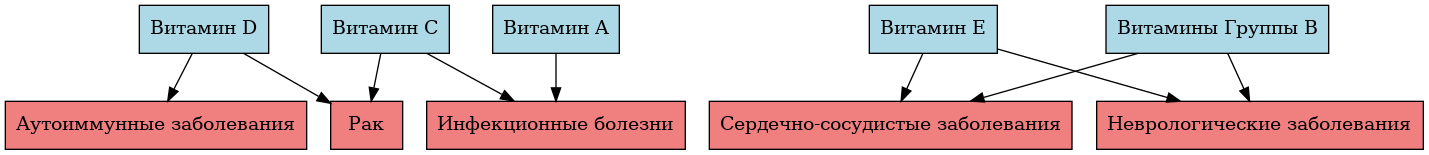 Витамин D
Витамин C
Витамин A
Витамин E
Витамины Группы B
Аутоиммунные заболевания
Рак
Инфекционные болезни
Сердечно-сосудистые заболевания
Неврологические заболевания